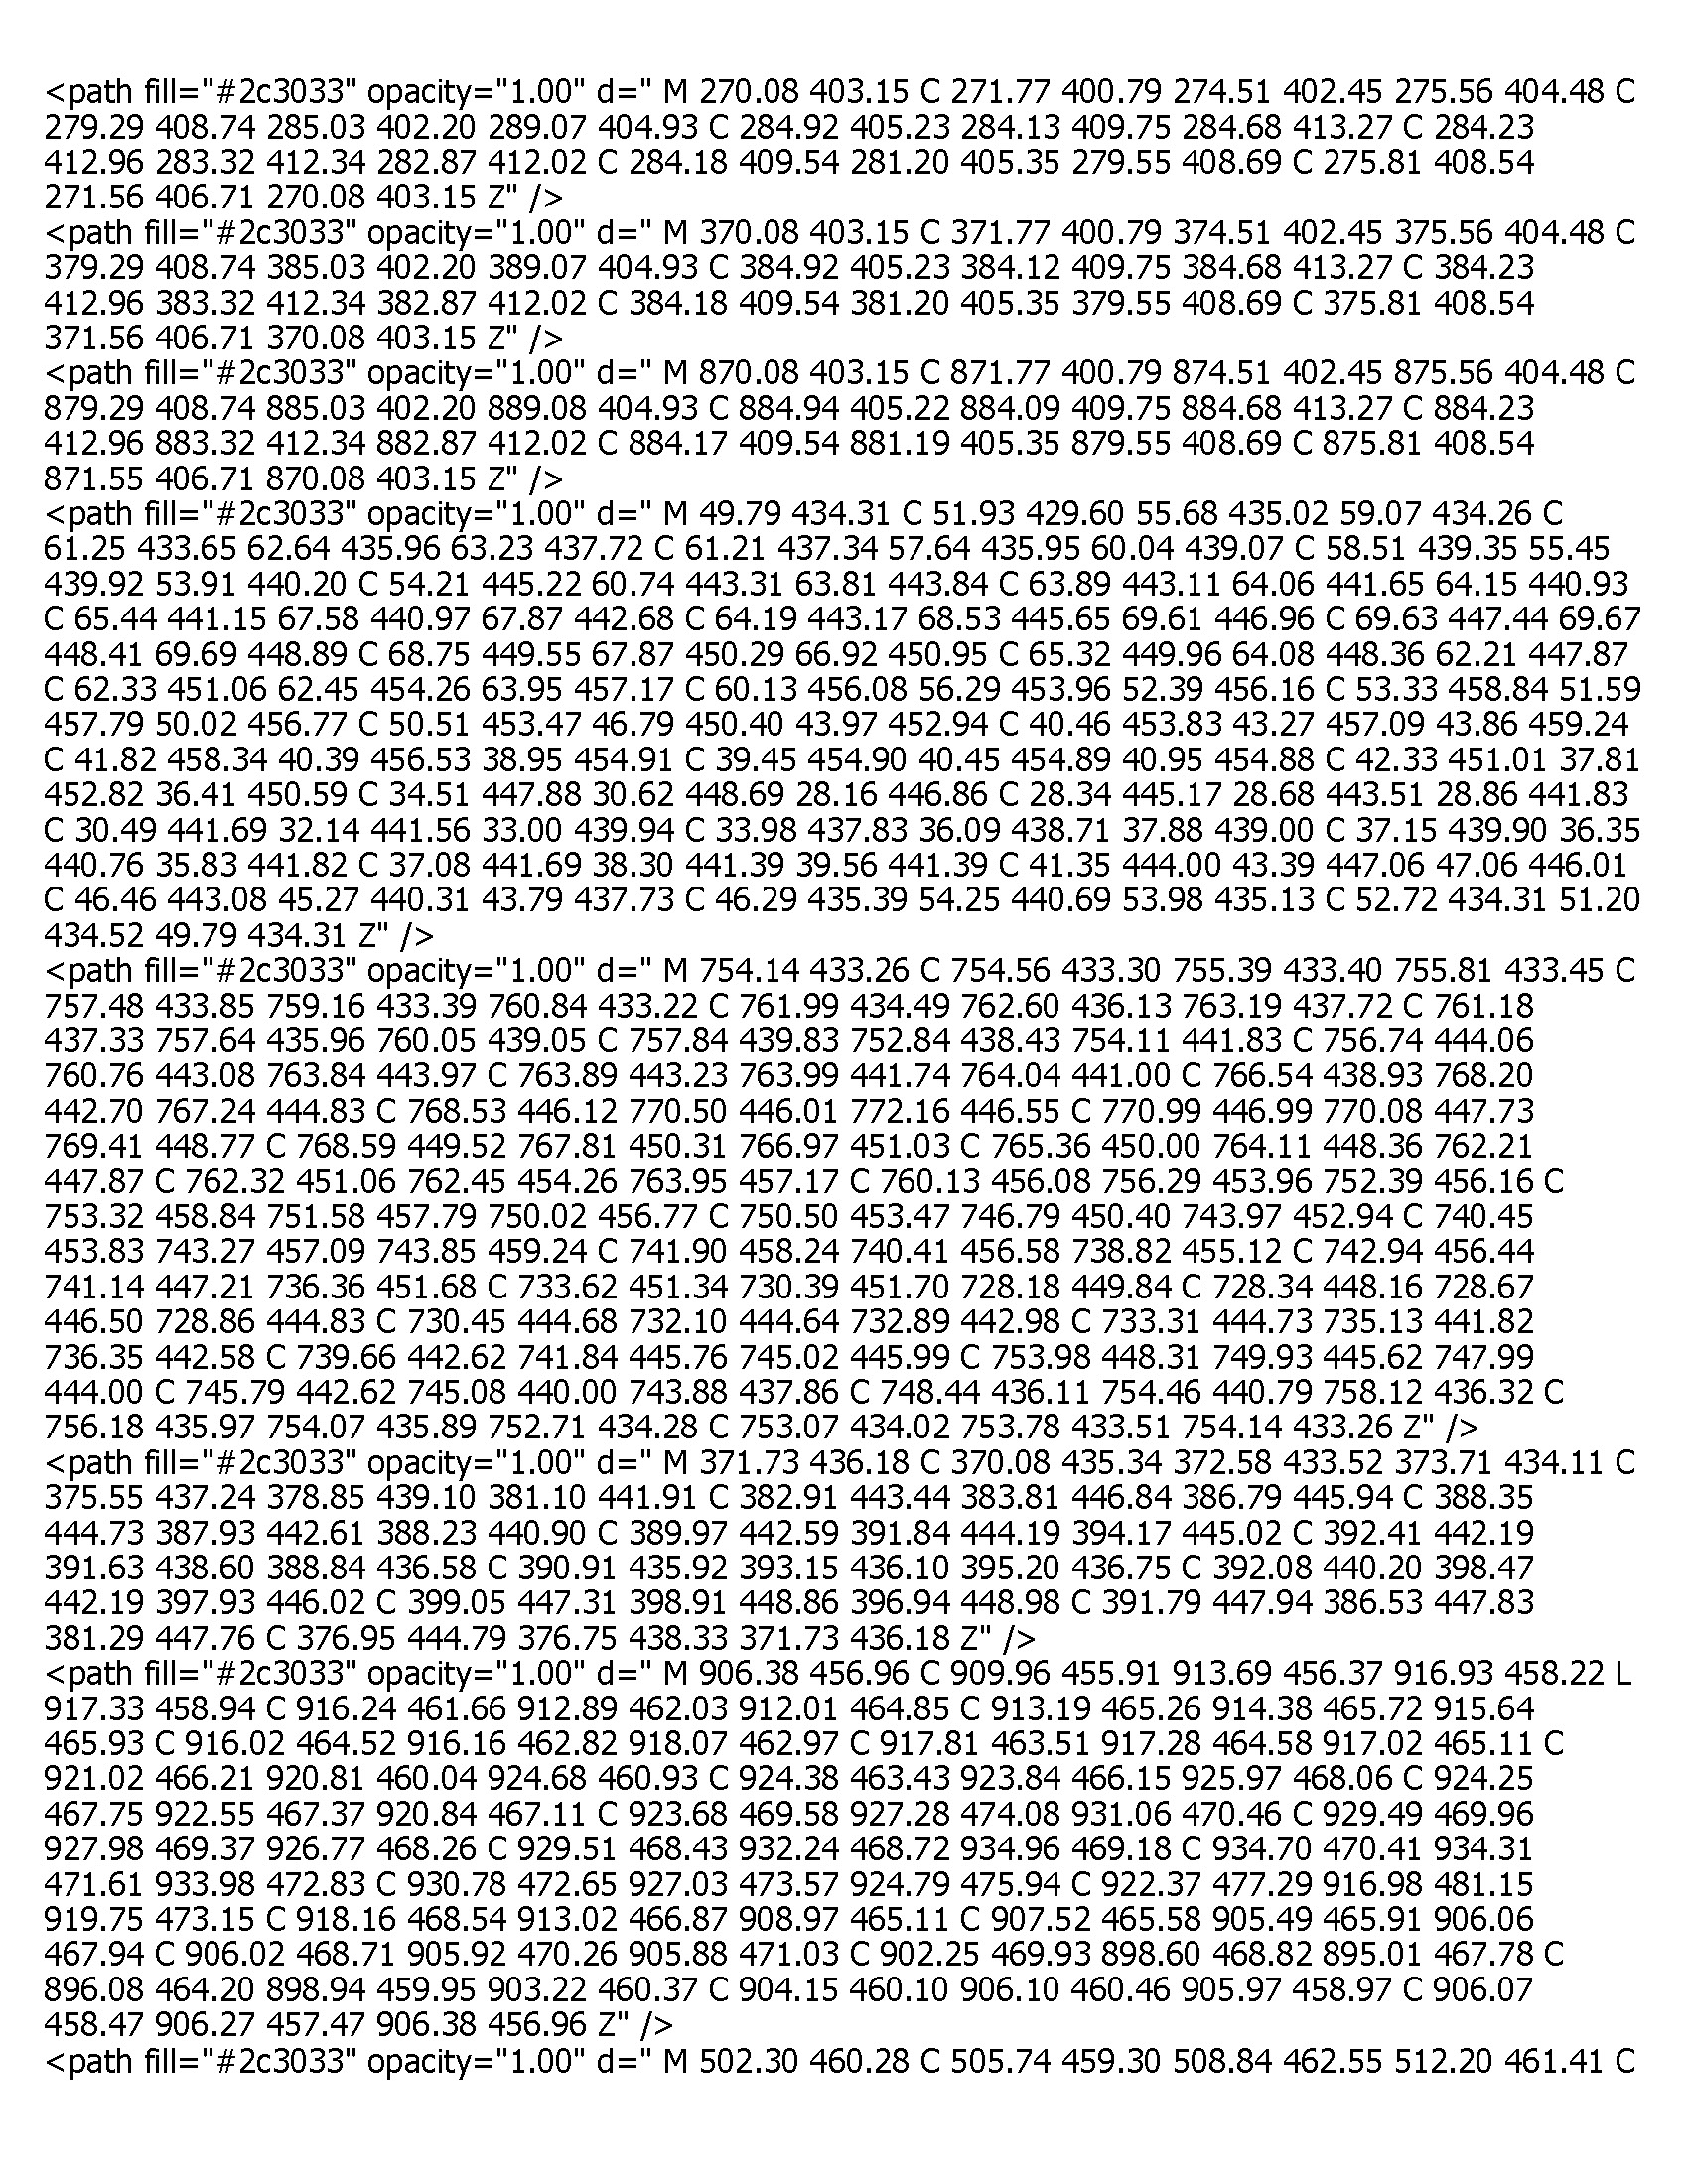 <path fill="#2c3033" opacity="1.00" d=" M 270.08 403.15 C 271.77 400.79 274.51 402.45 275.56 404.48 C
279.29 408.74 285.03 402.20 289.07 404.93 C 284.92 405.23 284.13 409.75 284.68 413.27 C 284.23
412.96 283.32 412.34 282.87 412.02 C 284.18 409.54 281.20 405.35 279.55 408.69 C 275.81 408.54
271.56 406.71 270.08 403.15 Z" />
<path fill="#2c3033" opacity="1.00" d=" M 370.08 403.15 C 371.77 400.79 374.51 402.45 375.56 404.48 C
379.29 408.74 385.03 402.20 389.07 404.93 C 384.92 405.23 384.12 409.75 384.68 413.27 C 384.23
412.96 383.32 412.34 382.87 412.02 C 384.18 409.54 381.20 405.35 379.55 408.69 C 375.81 408.54
371.56 406.71 370.08 403.15 Z" />
<path fill="#2c3033" opacity="1.00" d=" M 870.08 403.15 C 871.77 400.79 874.51 402.45 875.56 404.48 C
879.29 408.74 885.03 402.20 889.08 404.93 C 884.94 405.22 884.09 409.75 884.68 413.27 C 884.23
412.96 883.32 412.34 882.87 412.02 C 884.17 409.54 881.19 405.35 879.55 408.69 C 875.81 408.54
871.55 406.71 870.08 403.15 Z" />
<path fill="#2c3033" opacity="1.00" d=" M 49.79 434.31 C 51.93 429.60 55.68 435.02 59.07 434.26 C
61.25 433.65 62.64 435.96 63.23 437.72 C 61.21 437.34 57.64 435.95 60.04 439.07 C 58.51 439.35 55.45
439.92 53.91 440.20 C 54.21 445.22 60.74 443.31 63.81 443.84 C 63.89 443.11 64.06 441.65 64.15 440.93
C 65.44 441.15 67.58 440.97 67.87 442.68 C 64.19 443.17 68.53 445.65 69.61 446.96 C 69.63 447.44 69.67
448.41 69.69 448.89 C 68.75 449.55 67.87 450.29 66.92 450.95 C 65.32 449.96 64.08 448.36 62.21 447.87
C 62.33 451.06 62.45 454.26 63.95 457.17 C 60.13 456.08 56.29 453.96 52.39 456.16 C 53.33 458.84 51.59
457.79 50.02 456.77 C 50.51 453.47 46.79 450.40 43.97 452.94 C 40.46 453.83 43.27 457.09 43.86 459.24
C 41.82 458.34 40.39 456.53 38.95 454.91 C 39.45 454.90 40.45 454.89 40.95 454.88 C 42.33 451.01 37.81
452.82 36.41 450.59 C 34.51 447.88 30.62 448.69 28.16 446.86 C 28.34 445.17 28.68 443.51 28.86 441.83
C 30.49 441.69 32.14 441.56 33.00 439.94 C 33.98 437.83 36.09 438.71 37.88 439.00 C 37.15 439.90 36.35
440.76 35.83 441.82 C 37.08 441.69 38.30 441.39 39.56 441.39 C 41.35 444.00 43.39 447.06 47.06 446.01
C 46.46 443.08 45.27 440.31 43.79 437.73 C 46.29 435.39 54.25 440.69 53.98 435.13 C 52.72 434.31 51.20
434.52 49.79 434.31 Z" />
<path fill="#2c3033" opacity="1.00" d=" M 754.14 433.26 C 754.56 433.30 755.39 433.40 755.81 433.45 C
757.48 433.85 759.16 433.39 760.84 433.22 C 761.99 434.49 762.60 436.13 763.19 437.72 C 761.18
437.33 757.64 435.96 760.05 439.05 C 757.84 439.83 752.84 438.43 754.11 441.83 C 756.74 444.06
760.76 443.08 763.84 443.97 C 763.89 443.23 763.99 441.74 764.04 441.00 C 766.54 438.93 768.20
442.70 767.24 444.83 C 768.53 446.12 770.50 446.01 772.16 446.55 C 770.99 446.99 770.08 447.73
769.41 448.77 C 768.59 449.52 767.81 450.31 766.97 451.03 C 765.36 450.00 764.11 448.36 762.21
447.87 C 762.32 451.06 762.45 454.26 763.95 457.17 C 760.13 456.08 756.29 453.96 752.39 456.16 C
753.32 458.84 751.58 457.79 750.02 456.77 C 750.50 453.47 746.79 450.40 743.97 452.94 C 740.45
453.83 743.27 457.09 743.85 459.24 C 741.90 458.24 740.41 456.58 738.82 455.12 C 742.94 456.44
741.14 447.21 736.36 451.68 C 733.62 451.34 730.39 451.70 728.18 449.84 C 728.34 448.16 728.67
446.50 728.86 444.83 C 730.45 444.68 732.10 444.64 732.89 442.98 C 733.31 444.73 735.13 441.82
736.35 442.58 C 739.66 442.62 741.84 445.76 745.02 445.99 C 753.98 448.31 749.93 445.62 747.99
444.00 C 745.79 442.62 745.08 440.00 743.88 437.86 C 748.44 436.11 754.46 440.79 758.12 436.32 C
756.18 435.97 754.07 435.89 752.71 434.28 C 753.07 434.02 753.78 433.51 754.14 433.26 Z" />
<path fill="#2c3033" opacity="1.00" d=" M 371.73 436.18 C 370.08 435.34 372.58 433.52 373.71 434.11 C
375.55 437.24 378.85 439.10 381.10 441.91 C 382.91 443.44 383.81 446.84 386.79 445.94 C 388.35
444.73 387.93 442.61 388.23 440.90 C 389.97 442.59 391.84 444.19 394.17 445.02 C 392.41 442.19
391.63 438.60 388.84 436.58 C 390.91 435.92 393.15 436.10 395.20 436.75 C 392.08 440.20 398.47
442.19 397.93 446.02 C 399.05 447.31 398.91 448.86 396.94 448.98 C 391.79 447.94 386.53 447.83
381.29 447.76 C 376.95 444.79 376.75 438.33 371.73 436.18 Z" />
<path fill="#2c3033" opacity="1.00" d=" M 906.38 456.96 C 909.96 455.91 913.69 456.37 916.93 458.22 L
917.33 458.94 C 916.24 461.66 912.89 462.03 912.01 464.85 C 913.19 465.26 914.38 465.72 915.64
465.93 C 916.02 464.52 916.16 462.82 918.07 462.97 C 917.81 463.51 917.28 464.58 917.02 465.11 C
921.02 466.21 920.81 460.04 924.68 460.93 C 924.38 463.43 923.84 466.15 925.97 468.06 C 924.25
467.75 922.55 467.37 920.84 467.11 C 923.68 469.58 927.28 474.08 931.06 470.46 C 929.49 469.96
927.98 469.37 926.77 468.26 C 929.51 468.43 932.24 468.72 934.96 469.18 C 934.70 470.41 934.31
471.61 933.98 472.83 C 930.78 472.65 927.03 473.57 924.79 475.94 C 922.37 477.29 916.98 481.15
919.75 473.15 C 918.16 468.54 913.02 466.87 908.97 465.11 C 907.52 465.58 905.49 465.91 906.06
467.94 C 906.02 468.71 905.92 470.26 905.88 471.03 C 902.25 469.93 898.60 468.82 895.01 467.78 C
896.08 464.20 898.94 459.95 903.22 460.37 C 904.15 460.10 906.10 460.46 905.97 458.97 C 906.07
458.47 906.27 457.47 906.38 456.96 Z" />
<path fill="#2c3033" opacity="1.00" d=" M 502.30 460.28 C 505.74 459.30 508.84 462.55 512.20 461.41 C